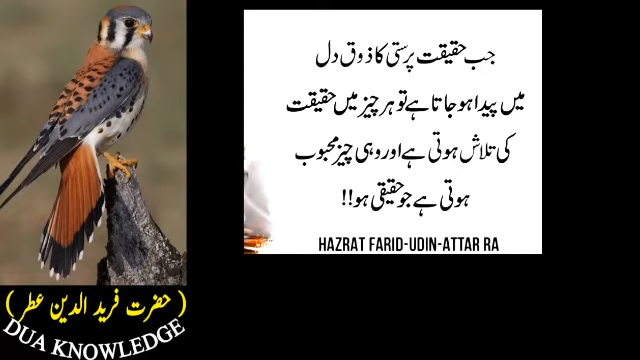 جب حقیقت پرستی کا ذوق دل
میں پیدا ہو جاتا ہے تو ہر چیز میں حقیقت
کی تلاش ہوتی ہے اور وہی چیز محبوب
ہوتی ہے جو حقیقی ہو!!
HAZRAT FARID-UDIN-ATTAR RA
( حضرت فرید الدین عطر )
DUA KNOWLEDGE